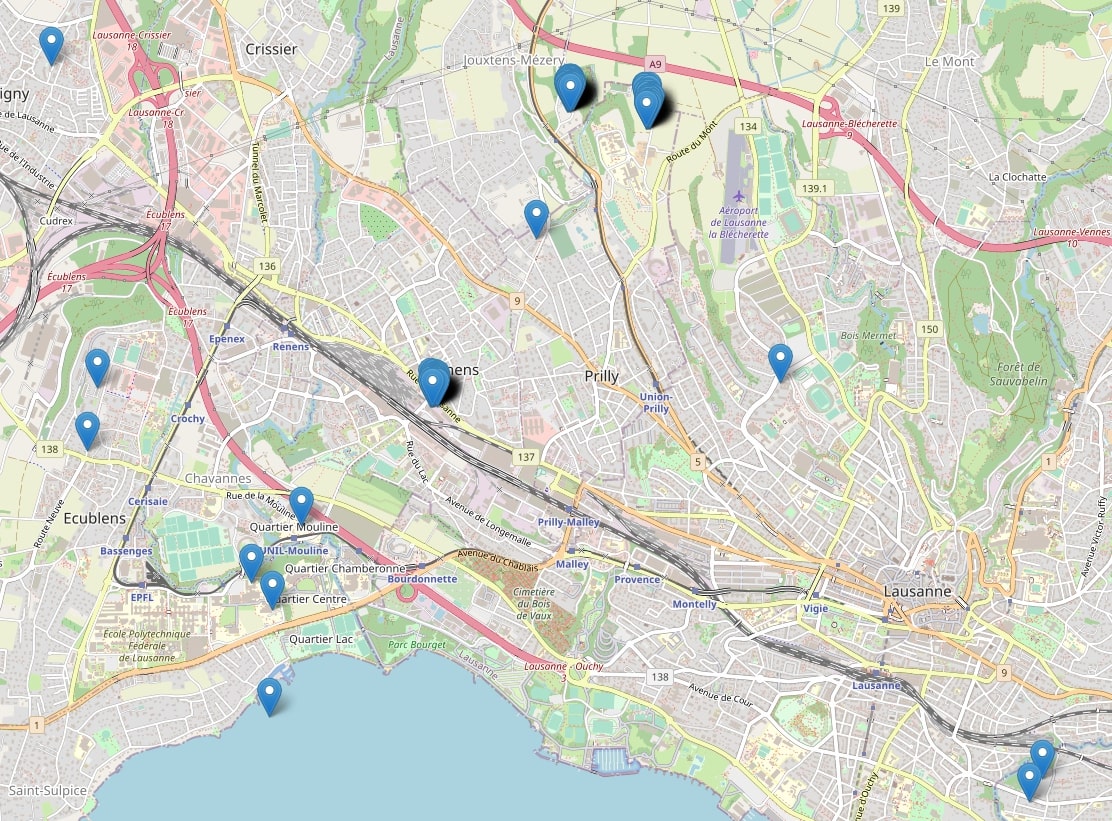 139
Lausanne-Crissier
18
Lausanne
Crissier
Jouxtens-Mézery
A9
Le Mont
igny
ssier
de Lausanne
Lausanne-Cr
18
134
Lausanne-Blécherette
9
Route du Mont
Rue de l'Industrie
Tunnel du Marcolet
La Clochatte
139.1
Aéroport
de Lausanne
la Blécherette
Cudrex
Écublens
17
Lausanne-Vennes
10
136
Écublens
17
9
Écublens
17
150
Bois Mermet
Epenex
Renens
Forêt de
Sauvabelin
nens
Prilly
Union-
Prilly
Crochy
138
137
5
1
Rue du Lac
Chavannes
Cerisaie
Rue de la Mouline
Avenue de Longemalle
Route Neuve
Ecublens
Quartier Mouline
Prilly-Malley
Avenue Victor-Ruffy
Bassenges
UNIL-Mouline
Quartier Chamberonne
Avenue du Chablais
Malley
Bourdonnette
Provence
EPFL
Quartier Centre
Cimetière
du Bois
de Vaux
Montelly
Vigie
Lausanne
École Polytechnique
Fédérale
de Lausanne
Quartier Lac
Parc Bourget
Lausanne
Lausanne - Ouchy
3
138
9
Lausanne
Avenue de Cour
1
Saint-Sulpice
nue d'Ouchy